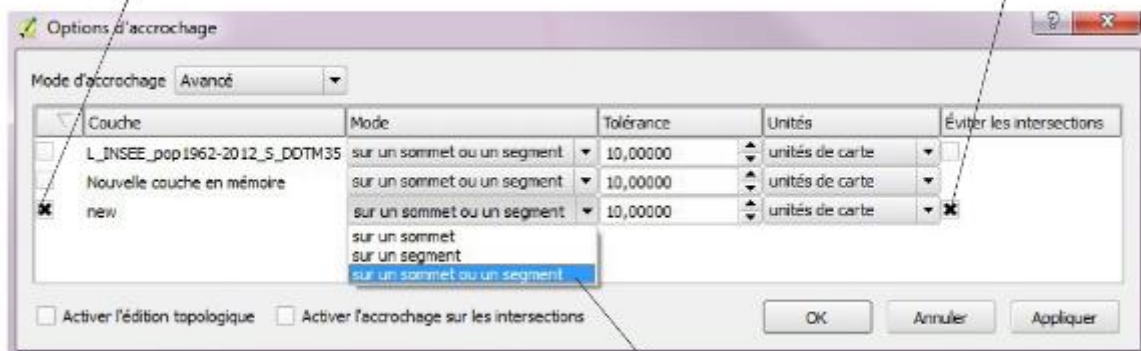 Options d'accrochage
Mode d'accrochage Avancé
Couche Mode Tolérance Unités Éviter les intersections
L_INSEE_pop1962-2012_S_DDTM35 sur un sommet ou un segment 10,00000 unités de carte
Nouvelle couche en mémoire sur un sommet ou un segment 10,00000 unités de carte
new sur un sommet ou un segment 10,00000 unités de carte
sur un sommet
sur un segment
sur un sommet ou un segment
Activer l'édition topologique Activer l'accrochage sur les intersections OK Annuler Appliquer